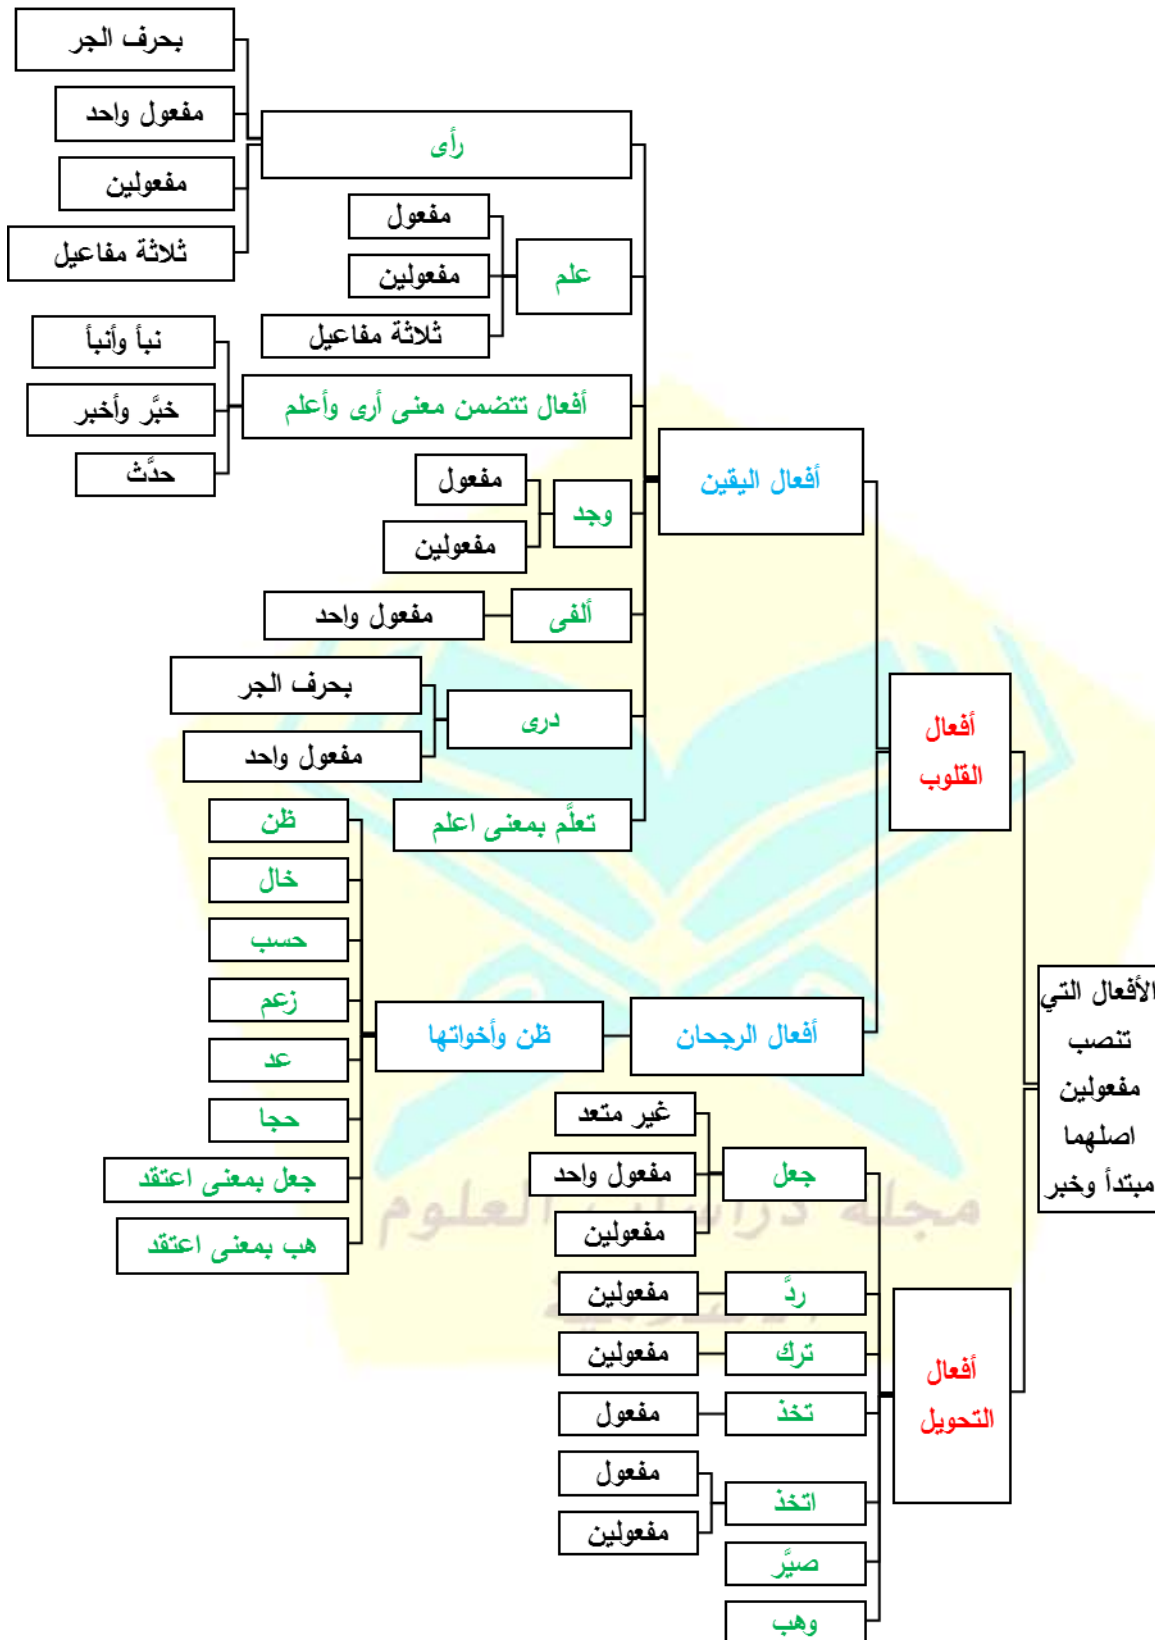 الأفعال التي
تنصب
مفعولين
اصلهما
مبتدأ وخبر
أفعال
القلوب
أفعال اليقين
رأى
بحرف الجر
مفعول واحد
مفعولين
ثلاثة مفاعيل
علم
مفعول
مفعولين
ثلاثة مفاعيل
أفعال تتضمن معنى أرى وأعلم
نبأ وأنبأ
خبَّر وأخبر
حدَّث
وجد
مفعول
مفعولين
ألفى
مفعول واحد
درى
بحرف الجر
مفعول واحد
تعلَّم بمعنى اعلم
أفعال الرجحان
ظن وأخواتها
ظن
خال
حسب
زعم
عد
حجا
جعل بمعنى اعتقد
هب بمعنى اعتقد
أفعال
التحويل
جعل
غير متعد
مفعول واحد
مفعولين
ردَّ
مفعولين
ترك
مفعولين
تخذ
مفعول
اتخذ
مفعول
مفعولين
صيَّر
وهب
مجلة دراسات العلوم
الاسلامية